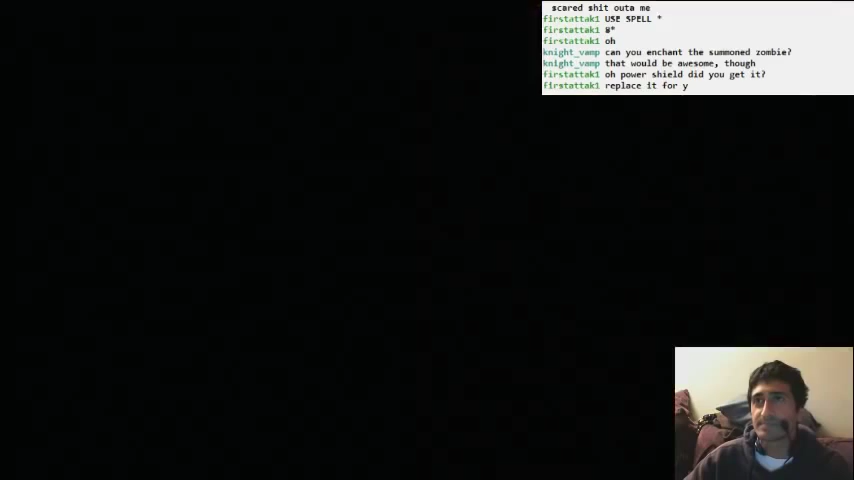 scared shit outa me
firstattak1 USE SPELL *
firstattak1 8*
firstattak1 oh
knight_vamp can you enchant the summoned zombie?
knight_vamp that would be awesome, though
firstattak1 oh power shield did you get it?
firstattak1 replace it for y